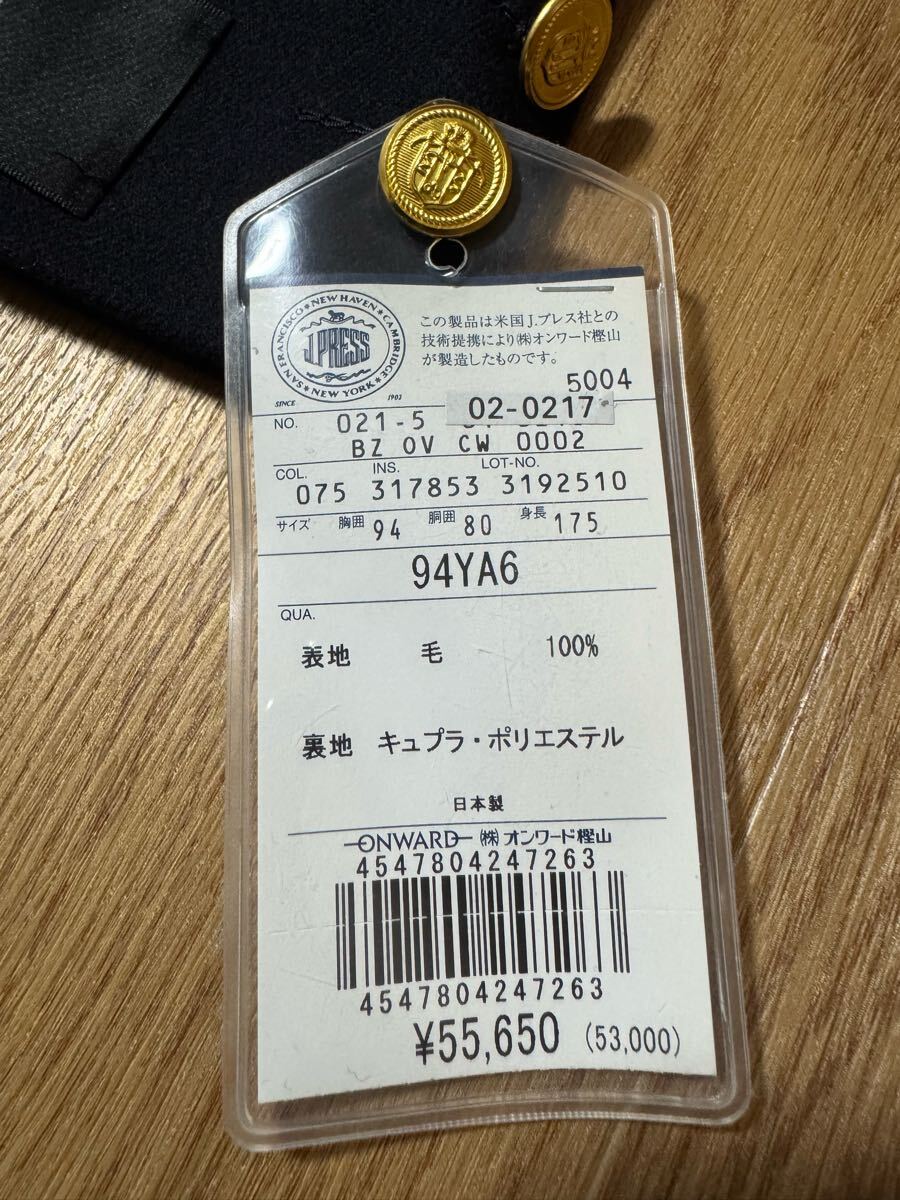 SAN FRANCISCO ★ NEW HAVEN ★ CAMBRIDGE ★ NEW YORK ★
J.PRESS
SINCE 1902
この製品は米国J.プレス社との
技術提携により㈱オンワード樫山
が製造したものです。
5004
NO. 021-5 02-0217
BZ OV CW 0002
COL. INS. LOT-NO.
075 317853 3192510
サイズ 胸囲 94 胴囲 80 身長 175
94YA6
QUA.
表地 毛 100%
裏地 キュプラ・ポリエステル
日本製
ONWARD ㈱オンワード樫山
4547804247263
4547804247263
¥55,650 (53,000)